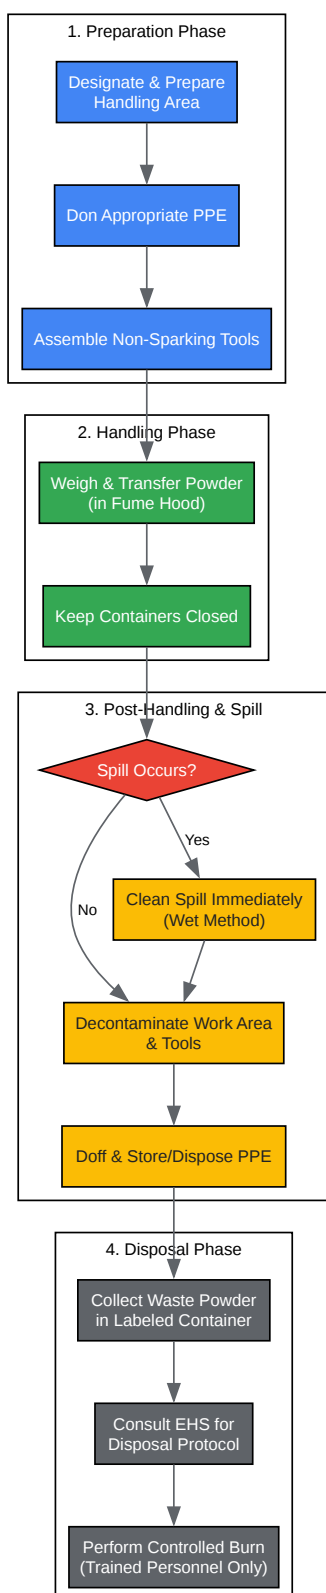 1. Preparation Phase
Designate & Prepare
Handling Area
Don Appropriate PPE
Assemble Non-Sparking Tools
2. Handling Phase
Weigh & Transfer Powder
(in Fume Hood)
Keep Containers Closed
3. Post-Handling & Spill
Spill Occurs?
Yes
Clean Spill Immediately
(Wet Method)
No
Decontaminate Work Area
& Tools
Doff & Store/Dispose PPE
4. Disposal Phase
Collect Waste Powder
in Labeled Container
Consult EHS for
Disposal Protocol
Perform Controlled Burn
(Trained Personnel Only)